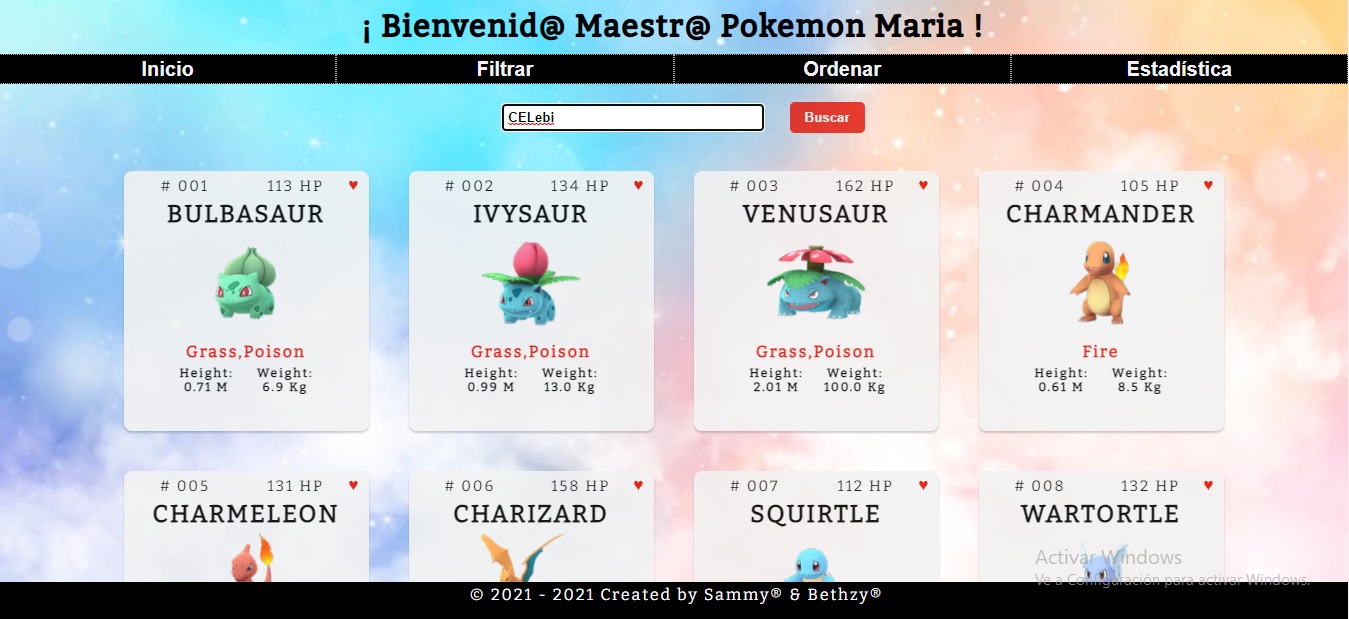 ¡ Bienvenid@ Maestr@ Pokemon Maria !
Inicio Filtrar Ordenar Estadística
CELebi Buscar
# 001 113 HP ♥ # 002 134 HP ♥ # 003 162 HP ♥ # 004 105 HP ♥
BULBASAUR IVYSAUR VENUSAUR CHARMANDER
Grass,Poison Grass,Poison Grass,Poison Fire
Height: Weight: Height: Weight: Height: Weight: Height: Weight:
0.71 M 6.9 Kg 0.99 M 13.0 Kg 2.01 M 100.0 Kg 0.61 M 8.5 Kg
# 005 131 HP ♥ # 006 158 HP ♥ # 007 112 HP ♥ # 008 132 HP ♥
CHARMELEON CHARIZARD SQUIRTLE WARTORTLE
Activar Windows
Ve a Configuración para activar Windows.
© 2021 - 2021 Created by Sammy® & Bethzy®